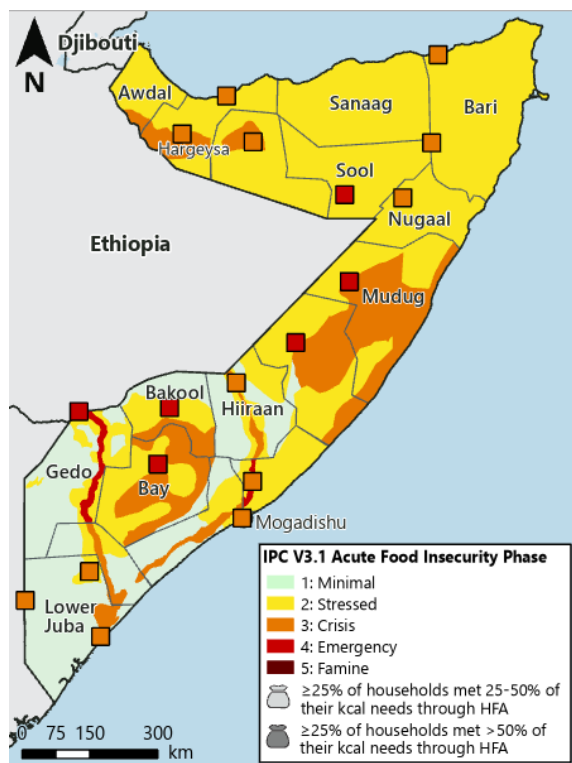 Djibouti
N
Awdal
Sanaag
Bari
Hargeysa
Sool
Nugaal
Ethiopia
Mudug
Bakool
Hiiraan
Gedo
Bay
Mogadishu
Lower
Juba
IPC V3.1 Acute Food Insecurity Phase
1: Minimal
2: Stressed
3: Crisis
4: Emergency
5: Famine
≥25% of households met 25-50% of
their kcal needs through HFA
≥25% of households met >50% of
their kcal needs through HFA
0 75 150 300
km